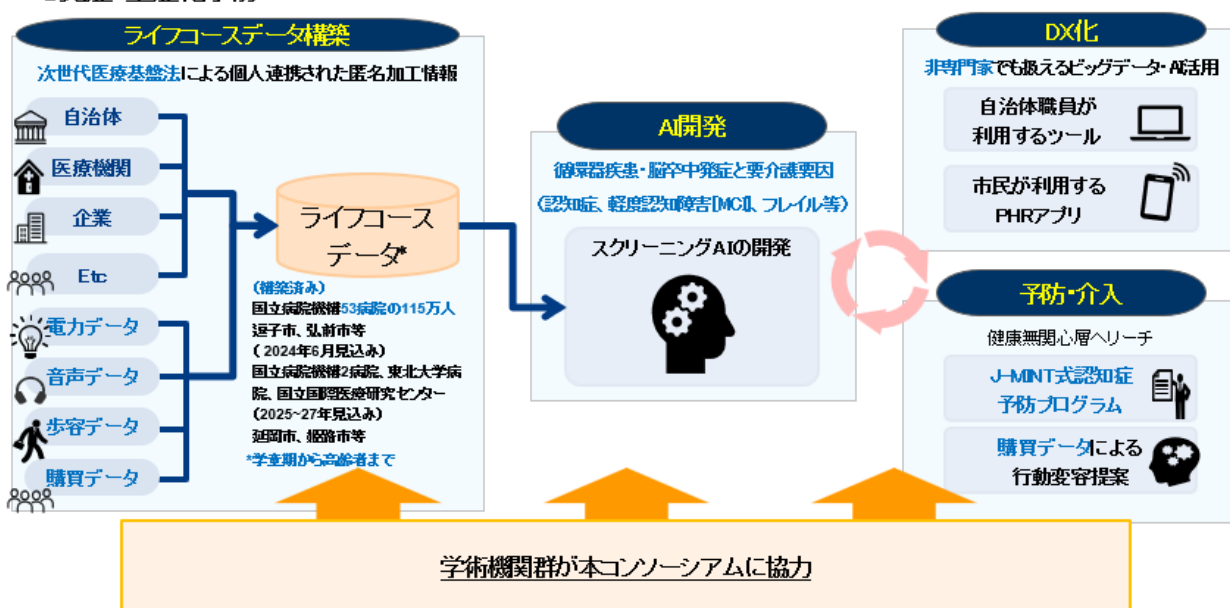 ライフコースデータ構築
次世代医療基盤法による個人連携された匿名加工情報
自治体
医療機関
企業
Etc
電力データ
音声データ
歩容データ
購買データ
ライフコース
データ*
(構築済み)
国立病院機構53病院の115万人
逗子市、弘前市等
(2024年6月見込み)
国立病院機構2病院、東北大学病
院、国立国際医療研究センター
(2025~27年見込み)
延岡市、姫路市等
*学童期から高齢者まで
AI開発
循環器疾患・脳卒中発症と要介護要因
(認知症、軽度認知障害[MCI]、フレイル等)
スクリーニングAIの開発
DX化
非専門家でも扱えるビッグデータ・AI活用
自治体職員が
利用するツール
市民が利用する
PHRアプリ
予防・介入
健康無関心層へリーチ
J-MINT式認知症
予防プログラム
購買データによる
行動変容提案
学術機関群が本コンソーシアムに協力